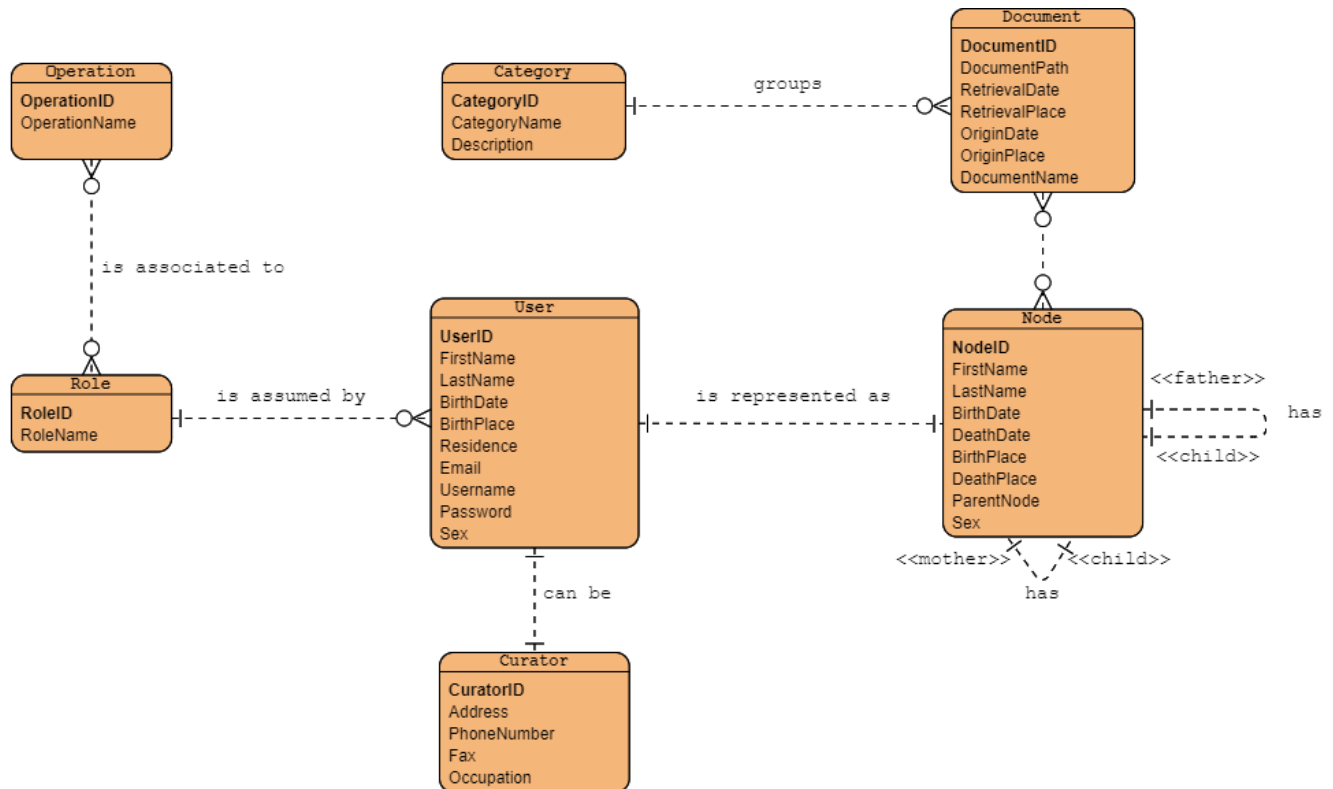 Document
DocumentID
DocumentPath
RetrievalDate
RetrievalPlace
OriginDate
OriginPlace
DocumentName
Operation
OperationID
OperationName
Category
CategoryID
CategoryName
Description
groups
is associated to
User
UserID
FirstName
LastName
BirthDate
BirthPlace
Residence
Email
Username
Password
Sex
Node
NodeID
FirstName
LastName
BirthDate
DeathDate
BirthPlace
DeathPlace
ParentNode
Sex
Role
RoleID
RoleName
is assumed by
is represented as
<<father>>
has
<<child>>
<<mother>>
<<child>>
has
can be
Curator
CuratorID
Address
PhoneNumber
Fax
Occupation